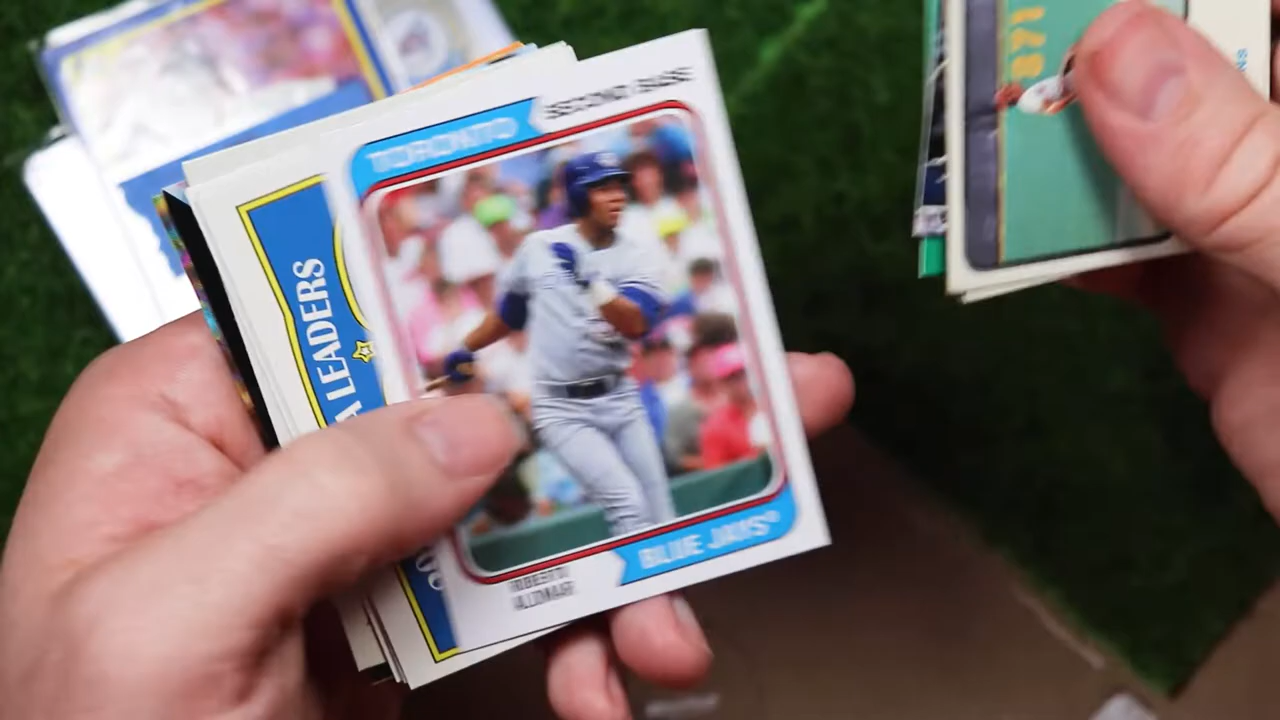 TORONTO
SECOND BASE
LEADERS
ROBERTO
ALOMAR
BLUE JAYS